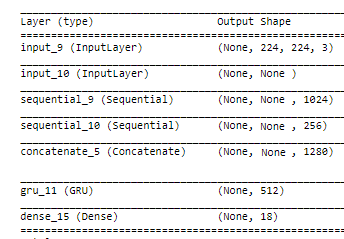 Layer (type) Output Shape
input_9 (InputLayer) (None, 224, 224, 3)
input_10 (InputLayer) (None, None )
sequential_9 (Sequential) (None, None , 1024)
sequential_10 (Sequential) (None, None , 256)
concatenate_5 (Concatenate) (None, None , 1280)
gru_11 (GRU) (None, 512)
dense_15 (Dense) (None, 18)